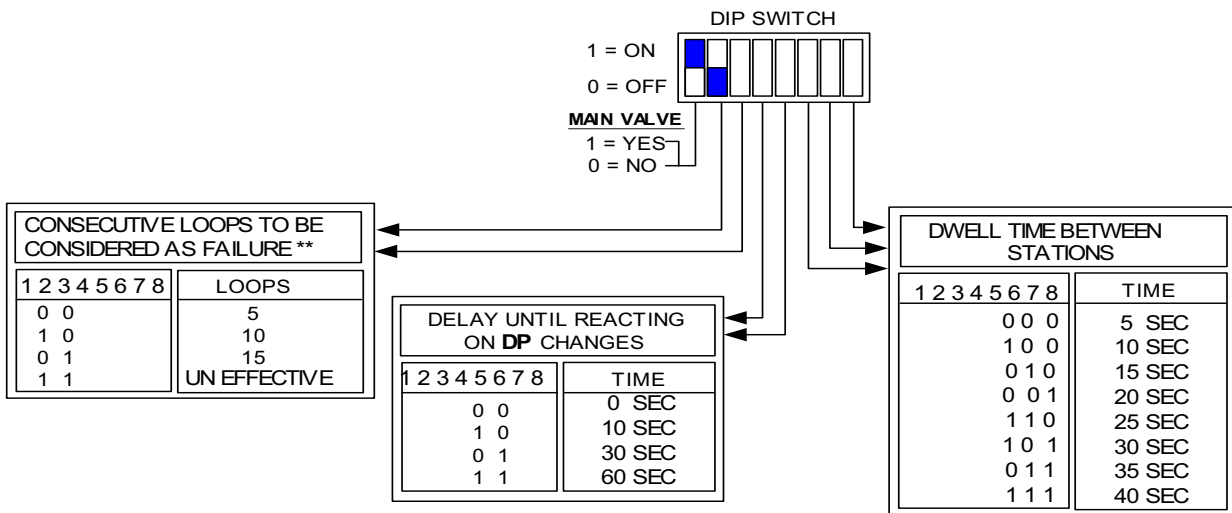 DIP SWITCH
1 = ON
0 = OFF
MAIN VALVE
1 = YES
0 = NO
CONSECUTIVE LOOPS TO BE
CONSIDERED AS FAILURE **
1 2 3 4 5 6 7 8 LOOPS
0 0 5
1 0 10
0 1 15
1 1 UN EFFECTIVE
DELAY UNTIL REACTING
ON DP CHANGES
1 2 3 4 5 6 7 8 TIME
0 0 0 SEC
1 0 10 SEC
0 1 30 SEC
1 1 60 SEC
DWELL TIME BETWEEN
STATIONS
1 2 3 4 5 6 7 8 TIME
0 0 0 5 SEC
1 0 0 10 SEC
0 1 0 15 SEC
0 0 1 20 SEC
1 1 0 25 SEC
1 0 1 30 SEC
0 1 1 35 SEC
1 1 1 40 SEC